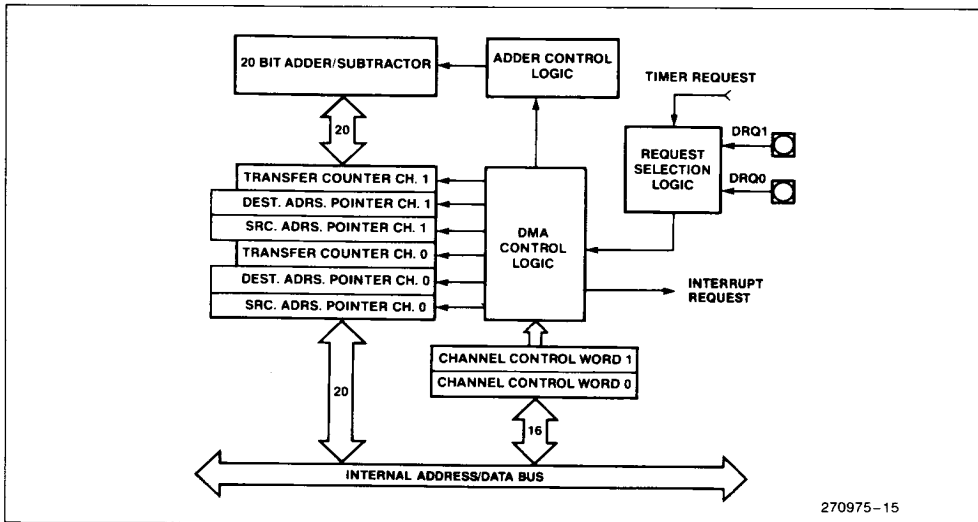 20 BIT ADDER/SUBTRACTOR
ADDER CONTROL
LOGIC
TIMER REQUEST
20
DRQ1
REQUEST
SELECTION
LOGIC
DRQ0
TRANSFER COUNTER CH. 1
DEST. ADRS. POINTER CH. 1
SRC. ADRS. POINTER CH. 1
TRANSFER COUNTER CH. 0
DEST. ADRS. POINTER CH. 0
SRC. ADRS. POINTER CH. 0
DMA
CONTROL
LOGIC
INTERRUPT
REQUEST
CHANNEL CONTROL WORD 1
CHANNEL CONTROL WORD 0
20
16
INTERNAL ADDRESS/DATA BUS
270975-15